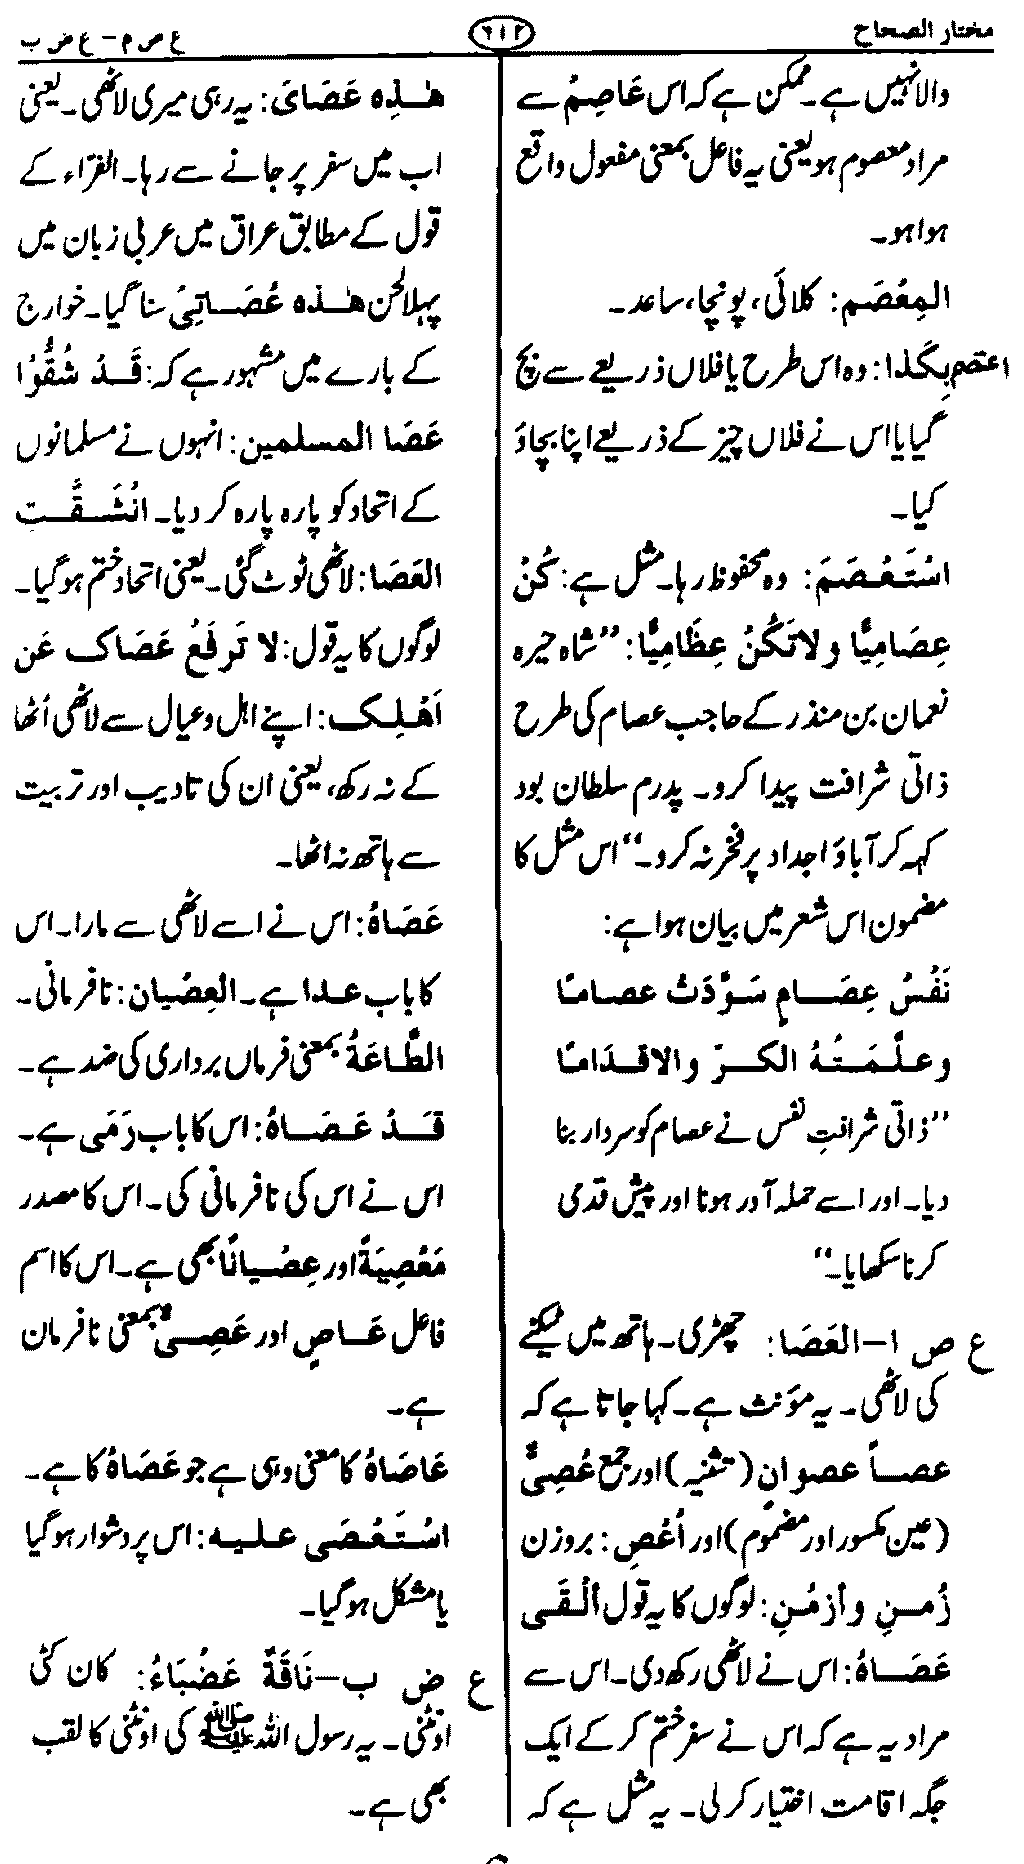 مختار الصحاح
۶۱۲
ع ص م – ع ض ب
والا نہیں ہے۔ ممکن ہے کہ اس عَاصِمُ سے
مراد معصوم ہو یعنی یہ فاعل بمعنی مفعول واقع
ہوا ہو۔
المِعْصَم: کلائی، پونچا، ساعد۔
اعتصم بِکَذا: وہ اس طرح یا فلاں ذریعے سے بچ
گیا یا اس نے فلاں چیز کے ذریعے اپنا بچاؤ
کیا۔
اسْتَعْصَمَ: وہ محفوظ رہا۔ مثل ہے: کُنْ
عِصَامِیًّا ولا تَکُنْ عِظَامِیًّا: ’’شاہ حیرہ
نعمان بن منذر کے حاجب عصام کی طرح
ذاتی شرافت پیدا کرو۔ پدرم سلطان بود
کہہ کر آباؤ اجداد پر فخر نہ کرو۔‘‘ اس مثل کا
مضمون اس شعر میں بیان ہوا ہے:
نَفْسُ عِصَامٍ سَوَّدَتْ عصامًا
وعلَّمَتْهُ الکرّ والاقدَامًا
’’ذاتی شرافتِ نفس نے عصام کو سردار بنا
دیا۔ اور اسے حملہ آور ہونا اور پیش قدمی
کرنا سکھایا۔‘‘
ع ص ا – العَصَا: چھڑی۔ ہاتھ میں ٹیکنے
کی لاٹھی۔ یہ مؤنث ہے۔ کہا جاتا ہے کہ
عصاً عصوانِ (تثنیہ) اور جمع عُصِیٌّ
(عین مکسور اور مضموم) اور أعْصٍ: بروزن
زُمنٍ وأزمُنٍ: لوگوں کا یہ قول ألْقَی
عَصَاهُ: اس نے لاٹھی رکھ دی۔ اس سے
مراد یہ ہے کہ اس نے سفر ختم کر کے ایک
جگہ اقامت اختیار کر لی۔ یہ مثل ہے کہ
هٰذِه عَصَایَ: یہ رہی میری لاٹھی۔ یعنی
اب میں سفر پر جانے سے رہا۔ الفرّاء کے
قول کے مطابق عراق میں عربی زبان میں
پہلا لحن هٰذه عُصَاتِیْ سنا گیا۔ خوارج
کے بارے میں مشہور ہے کہ: قَدْ شُقُّوْا
عَصَا المسلمین: انہوں نے مسلمانوں
کے اتحاد کو پارہ پارہ کر دیا۔ انْشَقَّتِ
العَصَا: لاٹھی ٹوٹ گئی۔ یعنی اتحاد ختم ہو گیا۔
لوگوں کا یہ قول: لا تَرفَعْ عَصَاک عَن
أهْلِک: اپنے اہل و عیال سے لاٹھی اُٹھا
کے نہ رکھ، یعنی ان کی تادیب اور تربیت
سے ہاتھ نہ اٹھا۔
عَصَاهُ: اس نے اسے لاٹھی سے مارا۔ اس
کا باب عدا ہے۔ العِصْیان: نافرمانی۔
الطَّاعَةُ بمعنی فرماں برداری کی ضد ہے۔
قَدْ عَصَاهُ: اس کا باب رَمَی ہے۔
اس نے اس کی نافرمانی کی۔ اس کا مصدر
مَعْصِیَةً اور عِصْیانًا بھی ہے۔ اس کا اسم
فاعل عَاصٍ اور عَصِیٌّ بمعنی نافرمان
ہے۔
عَاصَاهُ کا معنی وہی ہے جو عَصَاهُ کا ہے۔
اسْتَعْصَی علیه: اس پر دشوار ہو گیا
یا مشکل ہو گیا۔
ع ض ب – نَاقَةٌ عَضْبَاءُ: کان کٹی
اونٹنی۔ یہ رسول اللہ ﷺ کی اونٹنی کا لقب
بھی ہے۔